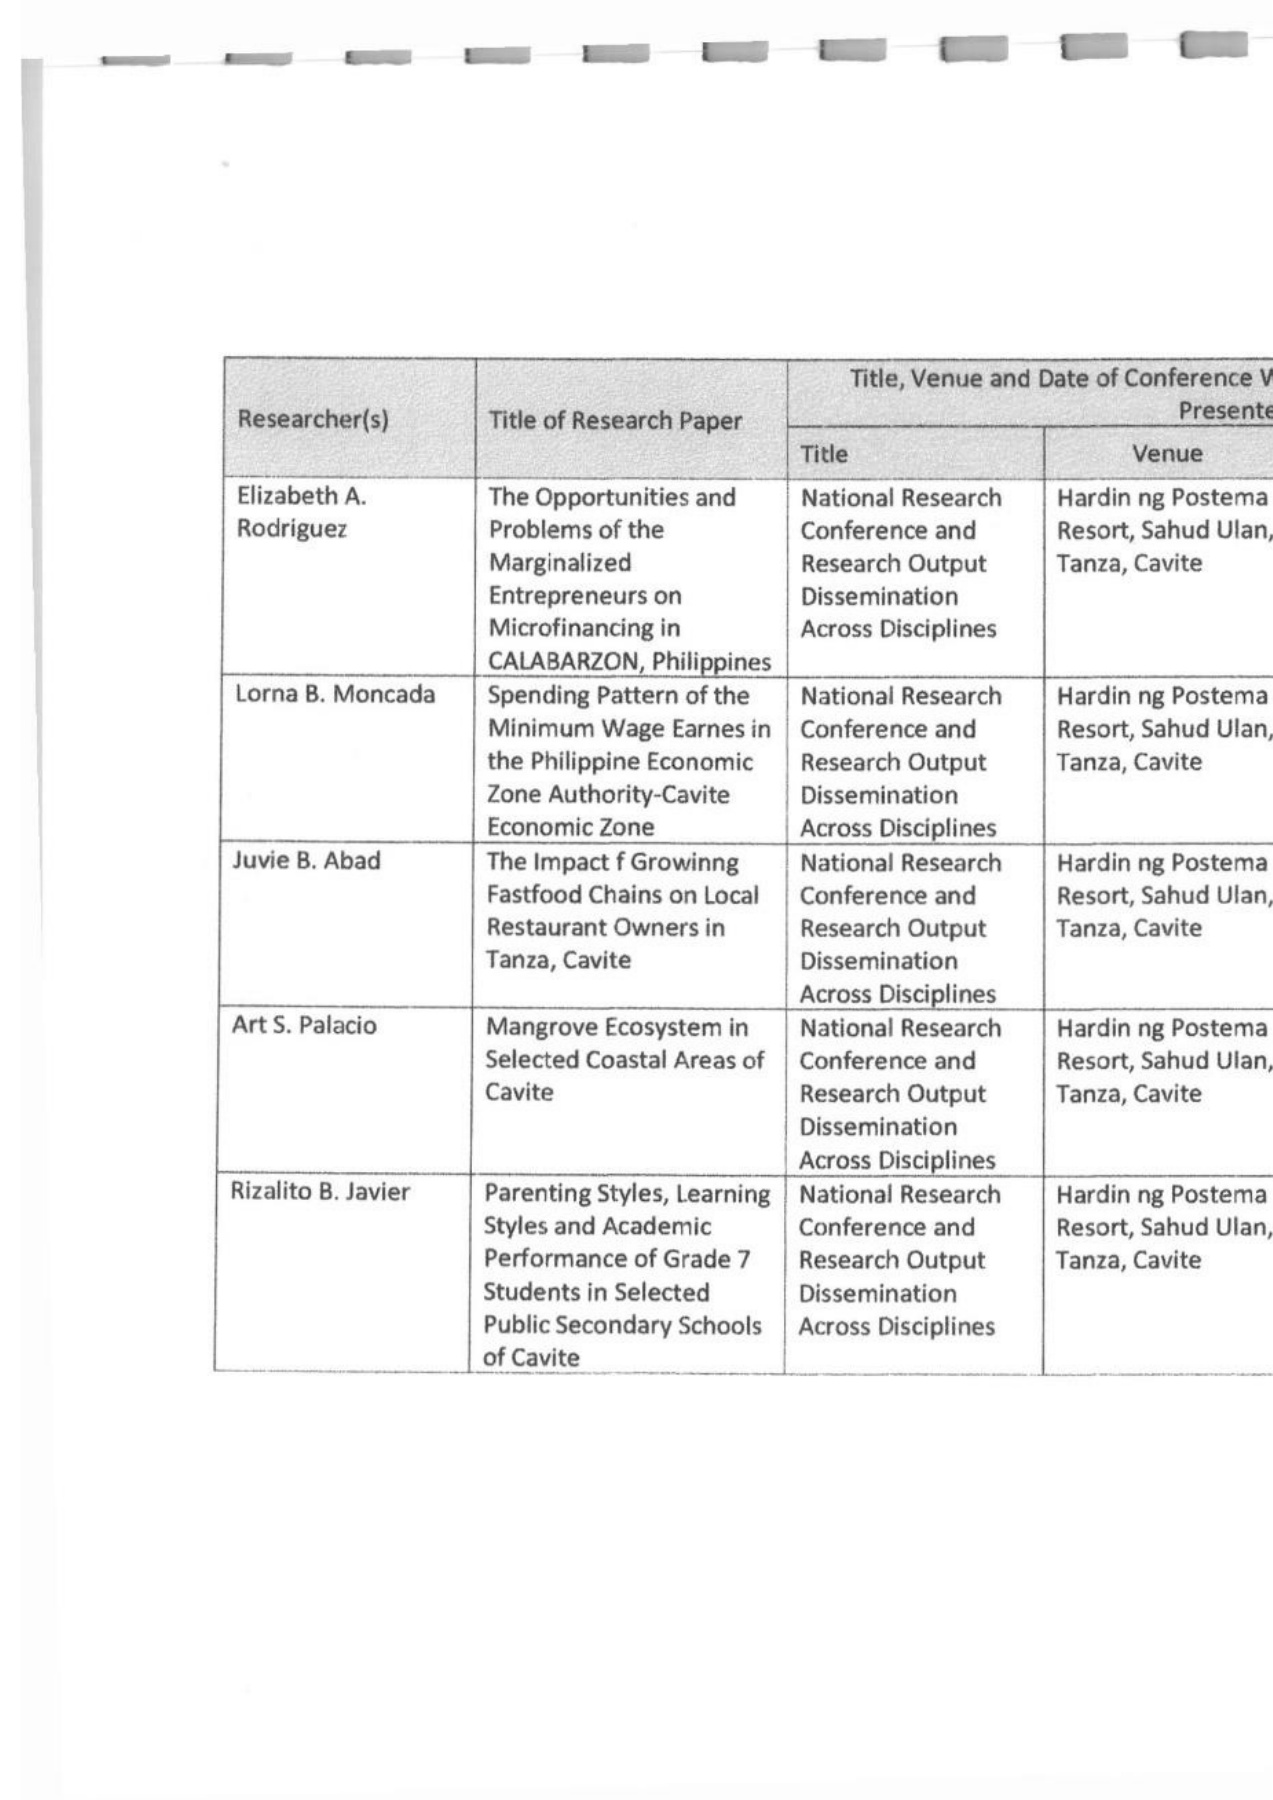 Researcher(s)
Title of Research Paper
Title, Venue and Date of Conference
Presente
Title
Venue
Elizabeth A.
Rodriguez
The Opportunities and
Problems of the
Marginalized
Entrepreneurs on
Microfinancing in
CALABARZON, Philippines
National Research
Conference and
Research Output
Dissemination
Across Disciplines
Hardin ng Postema
Resort, Sahud Ulan,
Tanza, Cavite
Lorna B. Moncada
Spending Pattern of the
Minimum Wage Earnes in
the Philippine Economic
Zone Authority-Cavite
Economic Zone
National Research
Conference and
Research Output
Dissemination
Across Disciplines
Hardin ng Postema
Resort, Sahud Ulan,
Tanza, Cavite
Juvie B. Abad
The Impact f Growinng
Fastfood Chains on Local
Restaurant Owners in
Tanza, Cavite
National Research
Conference and
Research Output
Dissemination
Across Disciplines
Hardin ng Postema
Resort, Sahud Ulan,
Tanza, Cavite
Art S. Palacio
Mangrove Ecosystem in
Selected Coastal Areas of
Cavite
National Research
Conference and
Research Output
Dissemination
Across Disciplines
Hardin ng Postema
Resort, Sahud Ulan,
Tanza, Cavite
Rizalito B. Javier
Parenting Styles, Learning
Styles and Academic
Performance of Grade 7
Students in Selected
Public Secondary Schools
of Cavite
National Research
Conference and
Research Output
Dissemination
Across Disciplines
Hardin ng Postema
Resort, Sahud Ulan,
Tanza, Cavite